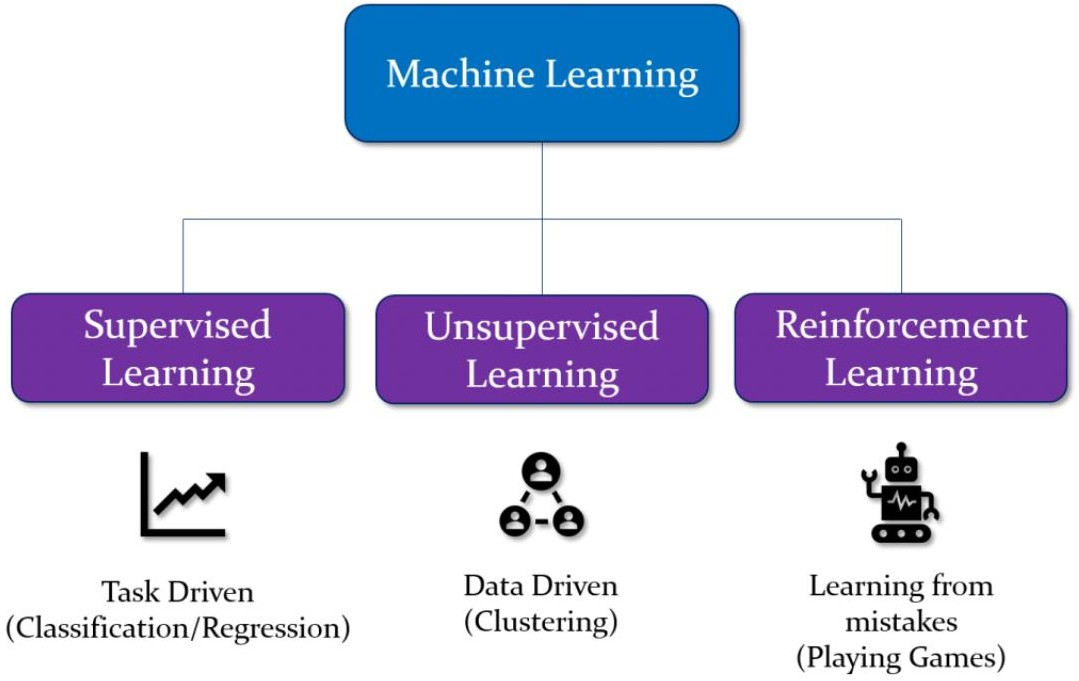 Machine Learning
Supervised
Learning
Unsupervised
Learning
Reinforcement
Learning
Task Driven
(Classification/Regression)
Data Driven
(Clustering)
Learning from
mistakes
(Playing Games)